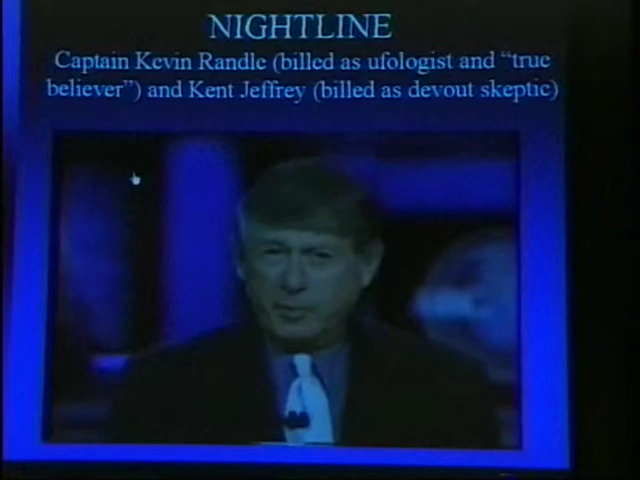 NIGHTLINE
Captain Kevin Randle (billed as ufologist and “true
believer”) and Kent Jeffrey (billed as devout skeptic)